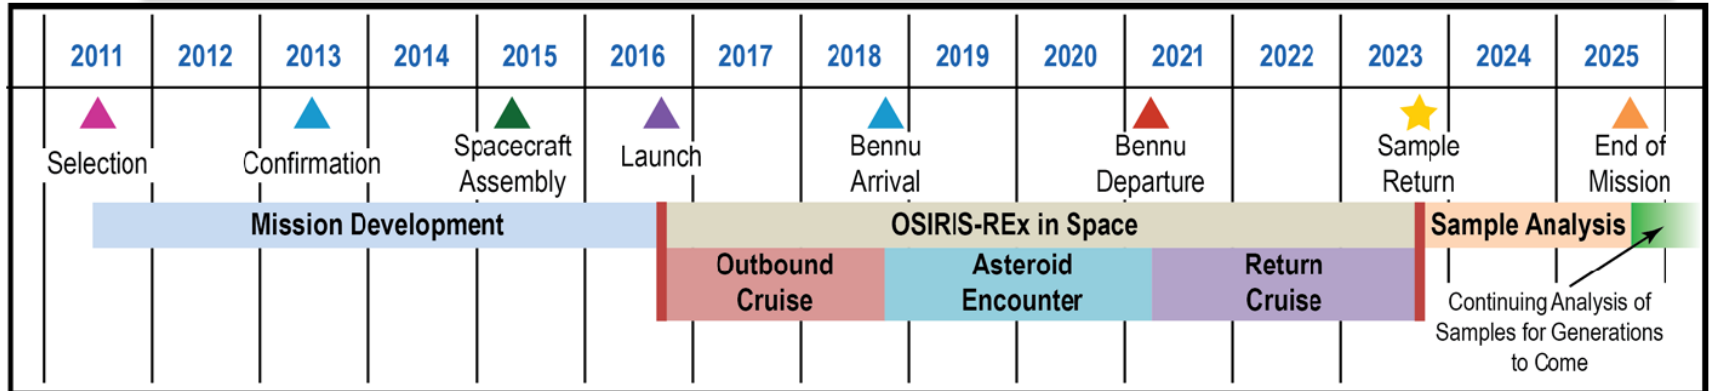 2011 2012 2013 2014 2015 2016 2017 2018 2019 2020 2021 2022 2023 2024 2025
Selection
Confirmation
Spacecraft
Assembly
Launch
Bennu
Arrival
Bennu
Departure
Sample
Return
End of
Mission
Mission Development
OSIRIS-REx in Space
Sample Analysis
Outbound
Cruise
Asteroid
Encounter
Return
Cruise
Continuing Analysis of
Samples for Generations
to Come